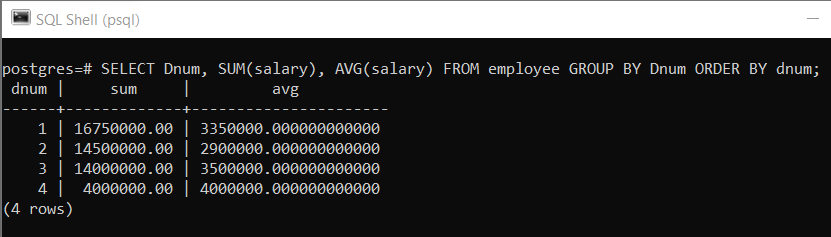 SQL Shell (psql)
postgres=# SELECT Dnum, SUM(salary), AVG(salary) FROM employee GROUP BY Dnum ORDER BY dnum;
 dnum |     sum     |         avg
------+-------------+----------------------
    1 | 16750000.00 | 3350000.000000000000
    2 | 14500000.00 | 2900000.000000000000
    3 | 14000000.00 | 3500000.000000000000
    4 |  4000000.00 | 4000000.000000000000
(4 rows)